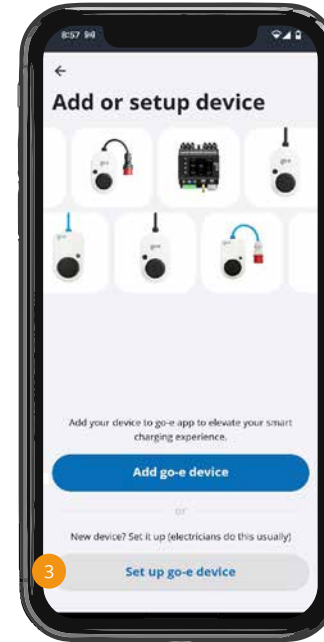 8:57
Add or setup device
Add your device to go-e app to elevate your smart
charging experience.
Add go-e device
or
New device? Set it up (electricians do this usually)
3
Set up go-e device